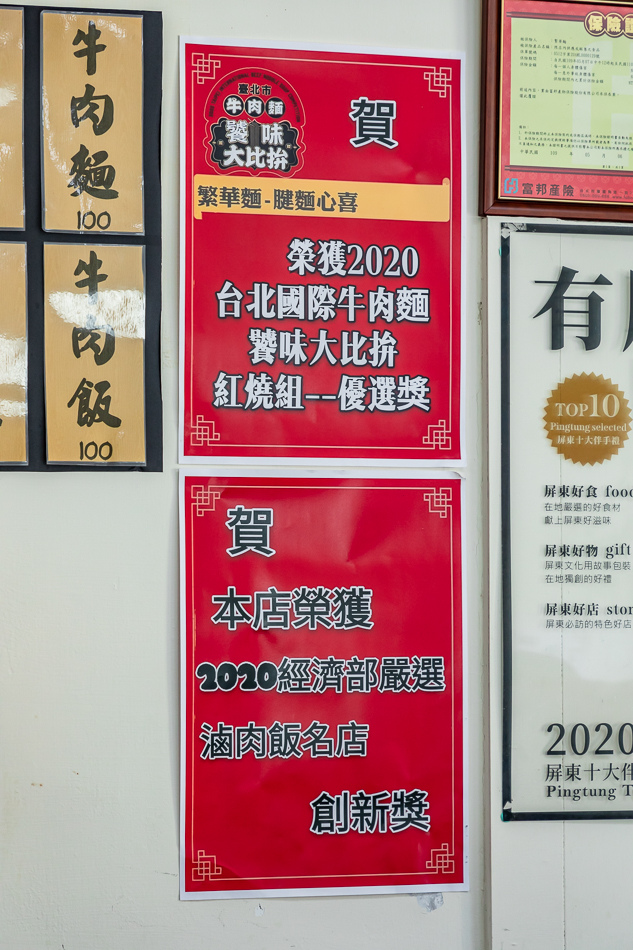 牛肉麵
100
牛肉飯
100
臺北市
牛肉麵
饕味
大比拚
賀
繁華麵-腱麵心喜
榮獲2020
台北國際牛肉麵
饕味大比拚
紅燒組--優選獎
賀
本店榮獲
2020經濟部嚴選
滷肉飯名店
創新獎
保險
富邦產險
有
TOP10
Pingtung selected
屏東十大伴手禮
屏東好食 food
在地嚴選的好食材
獻上屏東好滋味
屏東好物 gift
屏東文化用故事包裝
在地獨創的好禮
屏東好店 stor
屏東必訪的特色好店
2020
屏東十大伴
Pingtung T